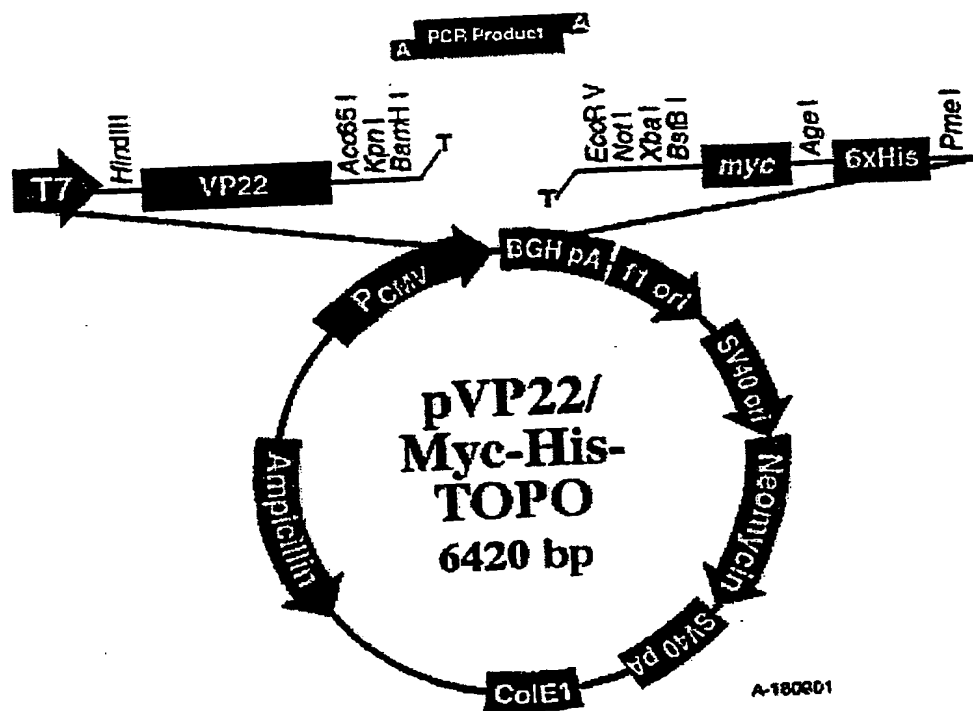 PCR Product
A
A
HindIII
Acc65 I
Kpn I
BamH I
T
EcoR V
Not I
Xba I
BstB I
Age I
Pme I
T7
VP22
T
myc
6xHis
PCMV
BGH pA
f1 ori
SV40 ori
Neomycin
SV40 pA
ColE1
Ampicillin
pVP22/
Myc-His-
TOPO
6420 bp
A-180901